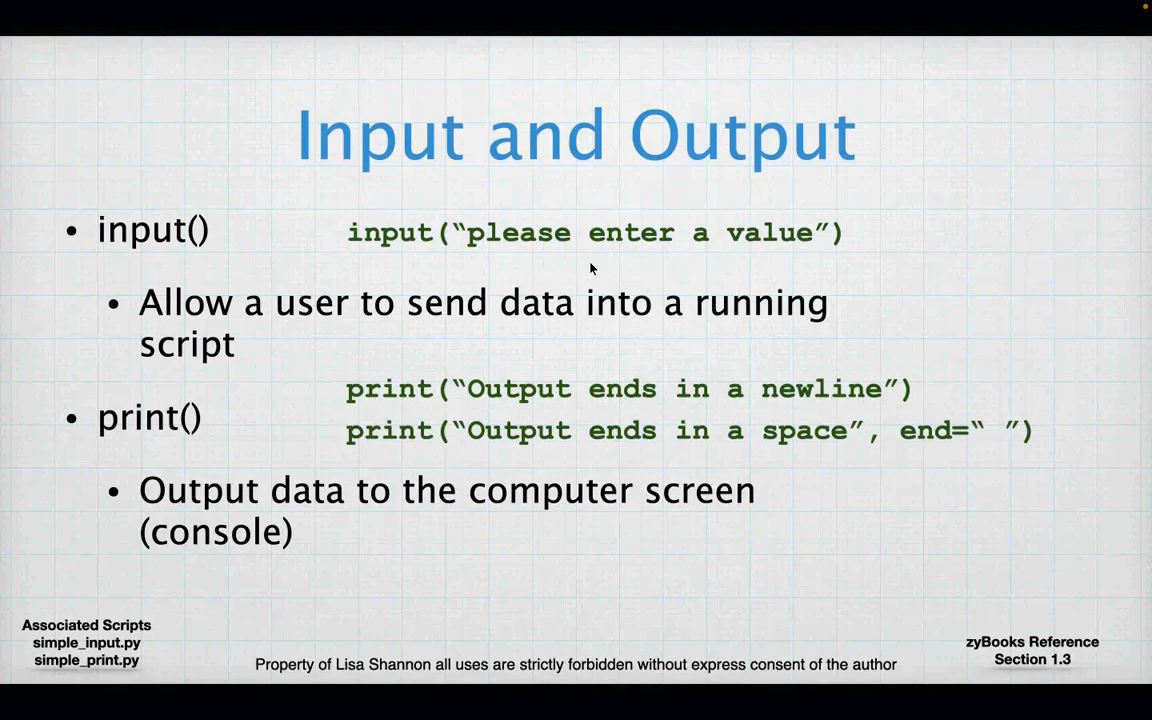 Input and Output
• input()
input(“please enter a value”)
• Allow a user to send data into a running
script
• print()
print(“Output ends in a newline”)
print(“Output ends in a space”, end=“ ”)
• Output data to the computer screen
(console)
Associated Scripts
simple_input.py
simple_print.py
Property of Lisa Shannon all uses are strictly forbidden without express consent of the author
zyBooks Reference
Section 1.3